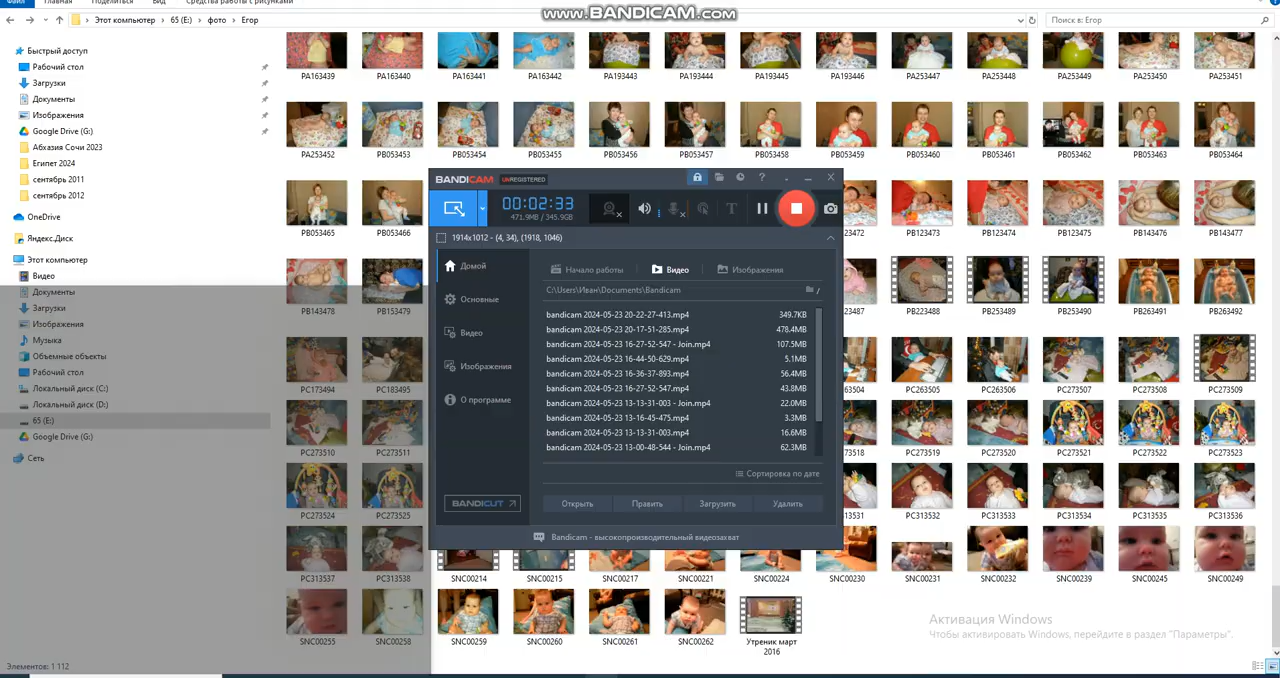 www.BANDICAM.com
Файл Главная Поделиться Вид Средства работы с рисунками
Этот компьютер › 65 (E:) › фото › Егор
Поиск в: Егор
Быстрый доступ
Рабочий стол
Загрузки
Документы
Изображения
Google Drive (G:)
Абхазия Сочи 2023
Египет 2024
сентябрь 2011
сентябрь 2012
OneDrive
Яндекс.Диск
Этот компьютер
Видео
Документы
Загрузки
Изображения
Музыка
Объемные объекты
Рабочий стол
Локальный диск (C:)
Локальный диск (D:)
65 (E:)
Google Drive (G:)
Сеть
Элементов: 1 112
PA163439 PA163440 PA163441 PA163442 PA193443 PA193444 PA193445 PA193446 PA253447 PA253448 PA253449 PA253450 PA253451
PA253452 PB053453 PB053454 PB053455 PB053456 PB053457 PB053458 PB053459 PB053460 PB053461 PB053462 PB053463 PB053464
PB053465 PB053466
123472 PB123473 PB123474 PB123475 PB143476 PB143477
PB143478 PB153479
223487 PB223488 PB253489 PB253490 PB263491 PB263492
PC173494 PC183495
263504 PC263505 PC263506 PC273507 PC273508 PC273509
PC273510 PC273511
273518 PC273519 PC273520 PC273521 PC273522 PC273523
PC273524 PC273525
313531 PC313532 PC313533 PC313534 PC313535 PC313536
PC313537 PC313538 SNC00214 SNC00215 SNC00217 SNC00221 SNC00224 SNC00230 SNC00231 SNC00232 SNC00239 SNC00245 SNC00249
SNC00255 SNC00258 SNC00259 SNC00260 SNC00261 SNC00262 Утреник март
2016
BANDICAM UNREGISTERED
00:02:33
471.9MB / 345.9GB
1914x1012 - (4, 34), (1918, 1046)
Домой
Основные
Видео
Изображения
О программе
BANDICUT
Начало работы Видео Изображения
C:\Users\Иван\Documents\Bandicam
bandicam 2024-05-23 20-22-27-413.mp4 349.7KB
bandicam 2024-05-23 20-17-51-285.mp4 478.4MB
bandicam 2024-05-23 16-27-52-547 - Join.mp4 107.5MB
bandicam 2024-05-23 16-44-50-629.mp4 5.1MB
bandicam 2024-05-23 16-36-37-893.mp4 56.4MB
bandicam 2024-05-23 16-27-52-547.mp4 43.8MB
bandicam 2024-05-23 13-13-31-003 - Join.mp4 22.0MB
bandicam 2024-05-23 13-16-45-475.mp4 3.3MB
bandicam 2024-05-23 13-13-31-003.mp4 16.6MB
bandicam 2024-05-23 13-00-48-544 - Join.mp4 62.3MB
Сортировка по дате
Открыть Править Загрузить Удалить
Bandicam - высокопроизводительный видеозахват
Активация Windows
Чтобы активировать Windows, перейдите в раздел "Параметры".